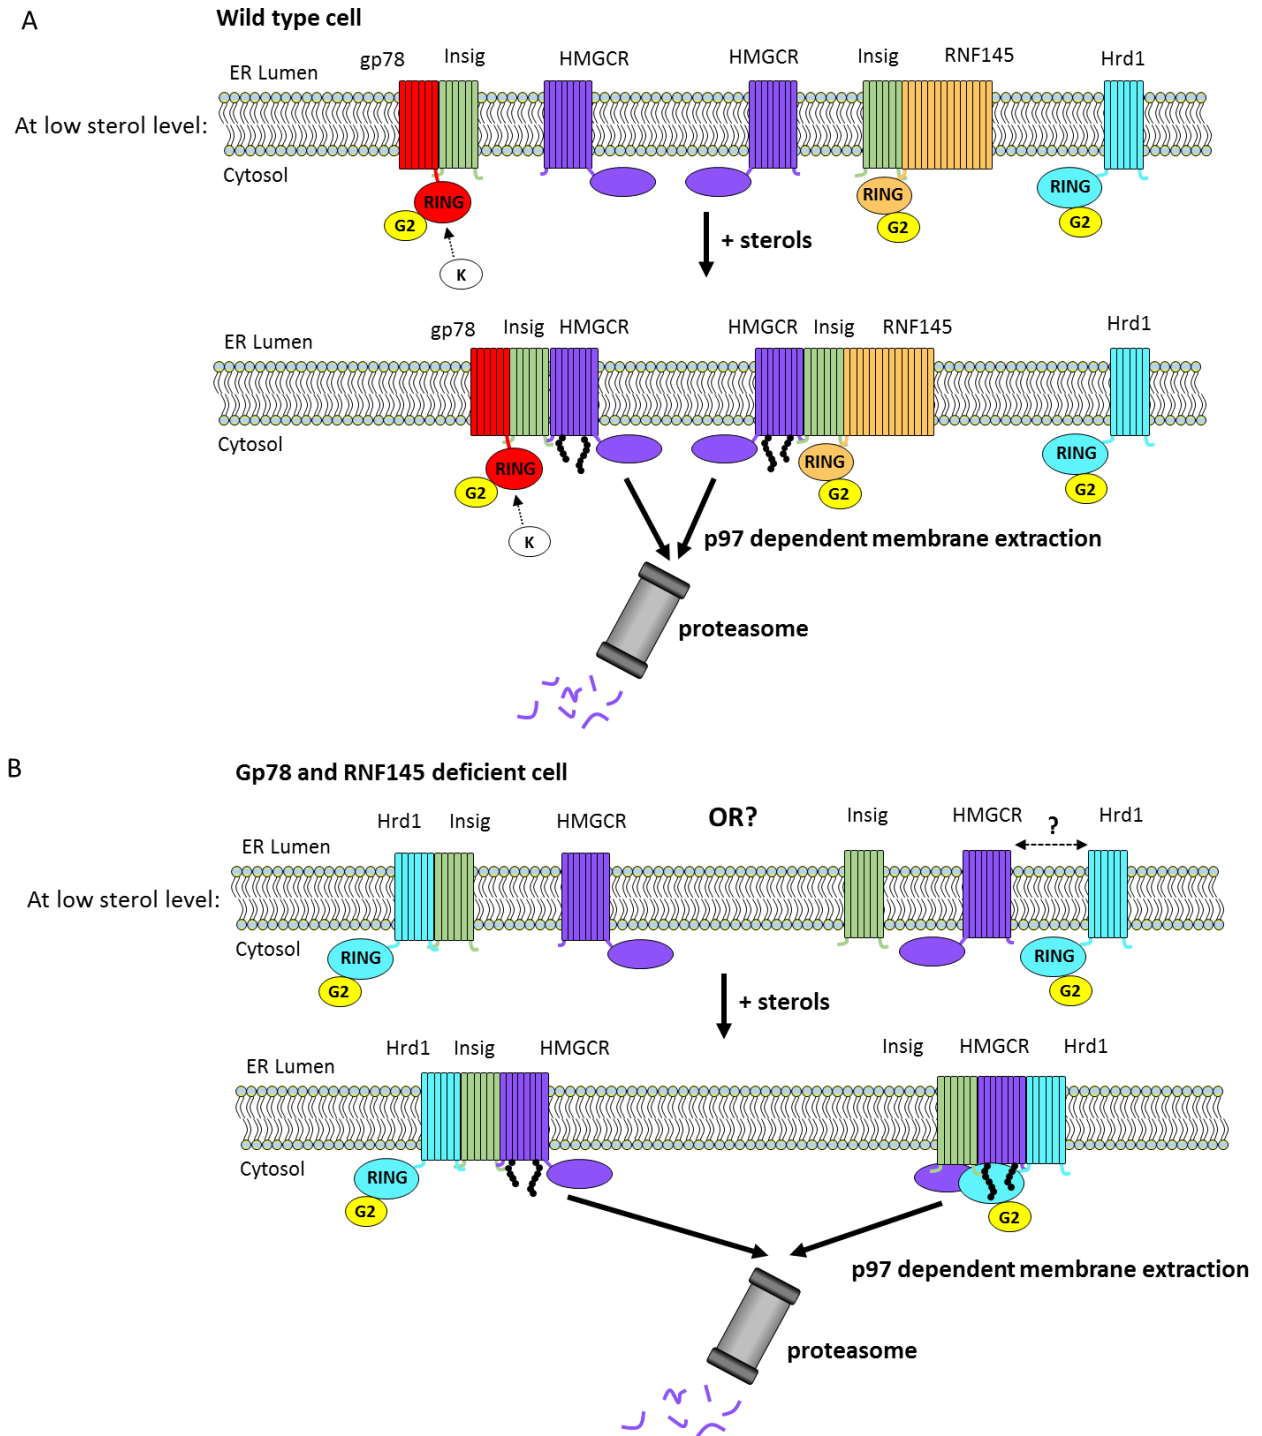 A
Wild type cell
gp78 Insig HMGCR HMGCR Insig RNF145 Hrd1
ER Lumen
At low sterol level:
Cytosol
RING RING RING
G2 G2 G2
+ sterols
K
gp78 Insig HMGCR HMGCR Insig RNF145 Hrd1
ER Lumen
Cytosol
RING RING RING
G2 G2 G2
K
p97 dependent membrane extraction
proteasome
B
Gp78 and RNF145 deficient cell
Hrd1 Insig HMGCR OR? Insig HMGCR ? Hrd1
ER Lumen
At low sterol level:
Cytosol
RING RING
G2 G2
+ sterols
Hrd1 Insig HMGCR Insig HMGCR Hrd1
ER Lumen
Cytosol
RING
G2 G2
p97 dependent membrane extraction
proteasome